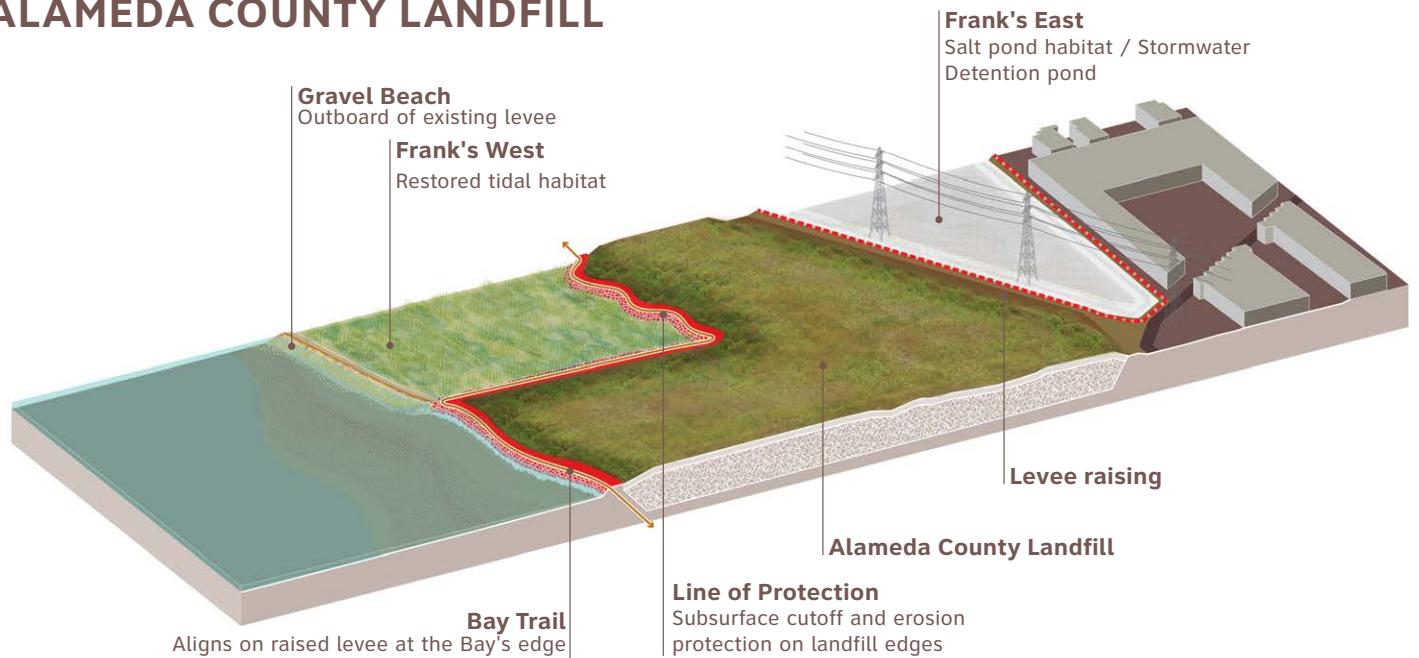 ALAMEDA COUNTY LANDFILL
Frank's East
Salt pond habitat / Stormwater
Detention pond
Gravel Beach
Outboard of existing levee
Frank's West
Restored tidal habitat
Levee raising
Alameda County Landfill
Line of Protection
Subsurface cutoff and erosion
protection on landfill edges
Bay Trail
Aligns on raised levee at the Bay's edge